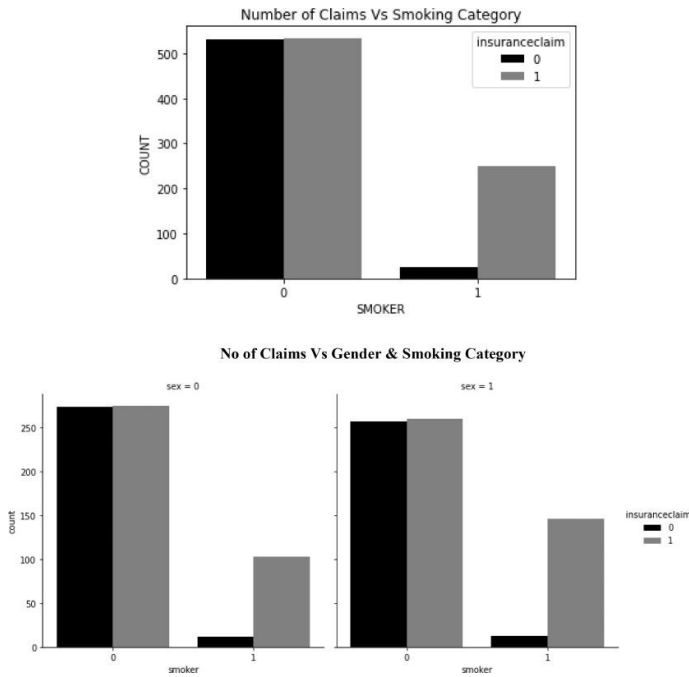 Number of Claims Vs Smoking Category
insuranceclaim
0
1
COUNT
500
400
300
200
100
0
0 1
SMOKER
No of Claims Vs Gender & Smoking Category
sex = 0 sex = 1
count
250
200
150
100
50
0
0 1 0 1
smoker smoker
insuranceclaim
0
1